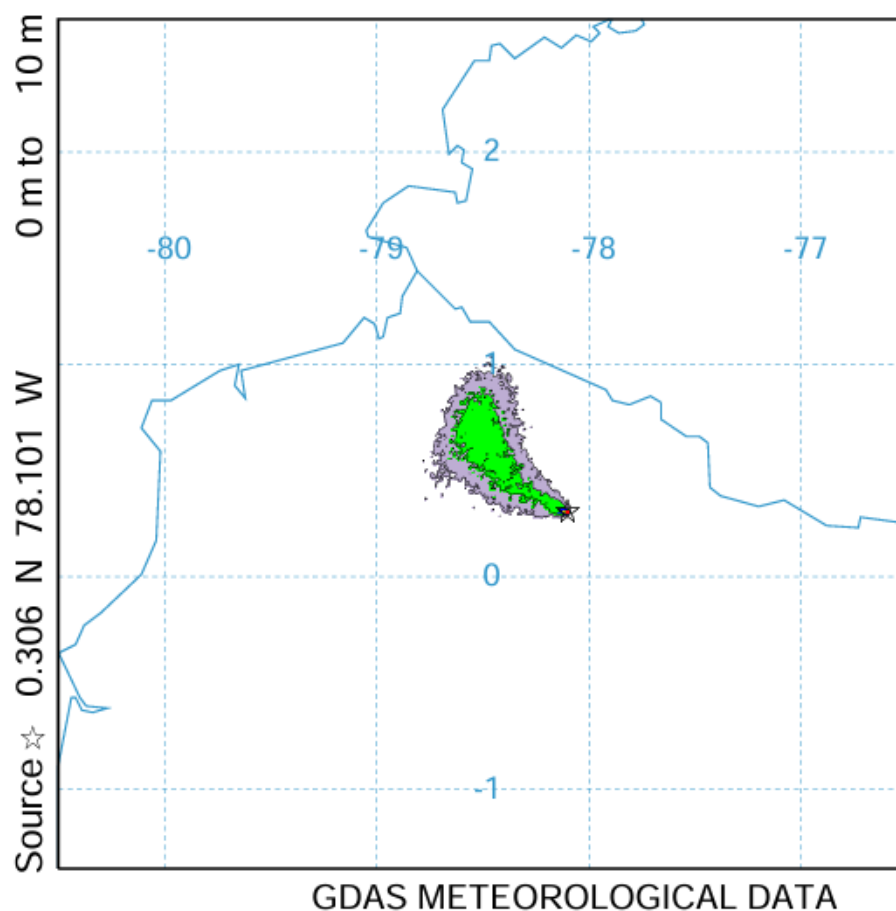 Source ☆ 0.306 N 78.101 W 0 m to 10 m
2
-80 -79 -78 -77
1
0
-1
GDAS METEOROLOGICAL DATA